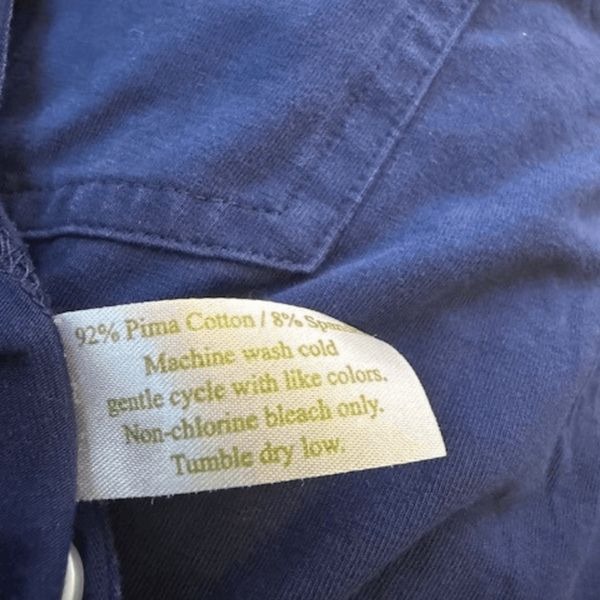 92% Pima Cotton / 8%
Machine wash cold
gentle cycle with like colors.
Non-chlorine bleach only.
Tumble dry low.